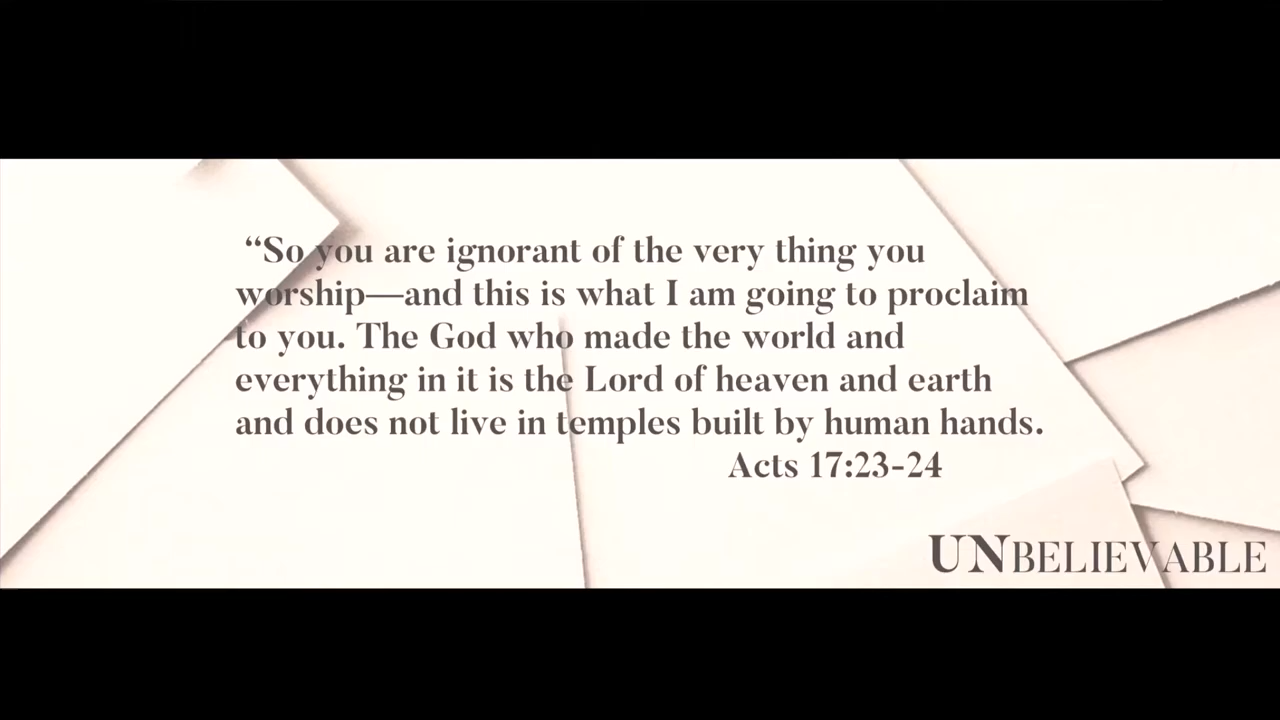 “So you are ignorant of the very thing you
worship—and this is what I am going to proclaim
to you. The God who made the world and
everything in it is the Lord of heaven and earth
and does not live in temples built by human hands.
Acts 17:23-24
UNBELIEVABLE